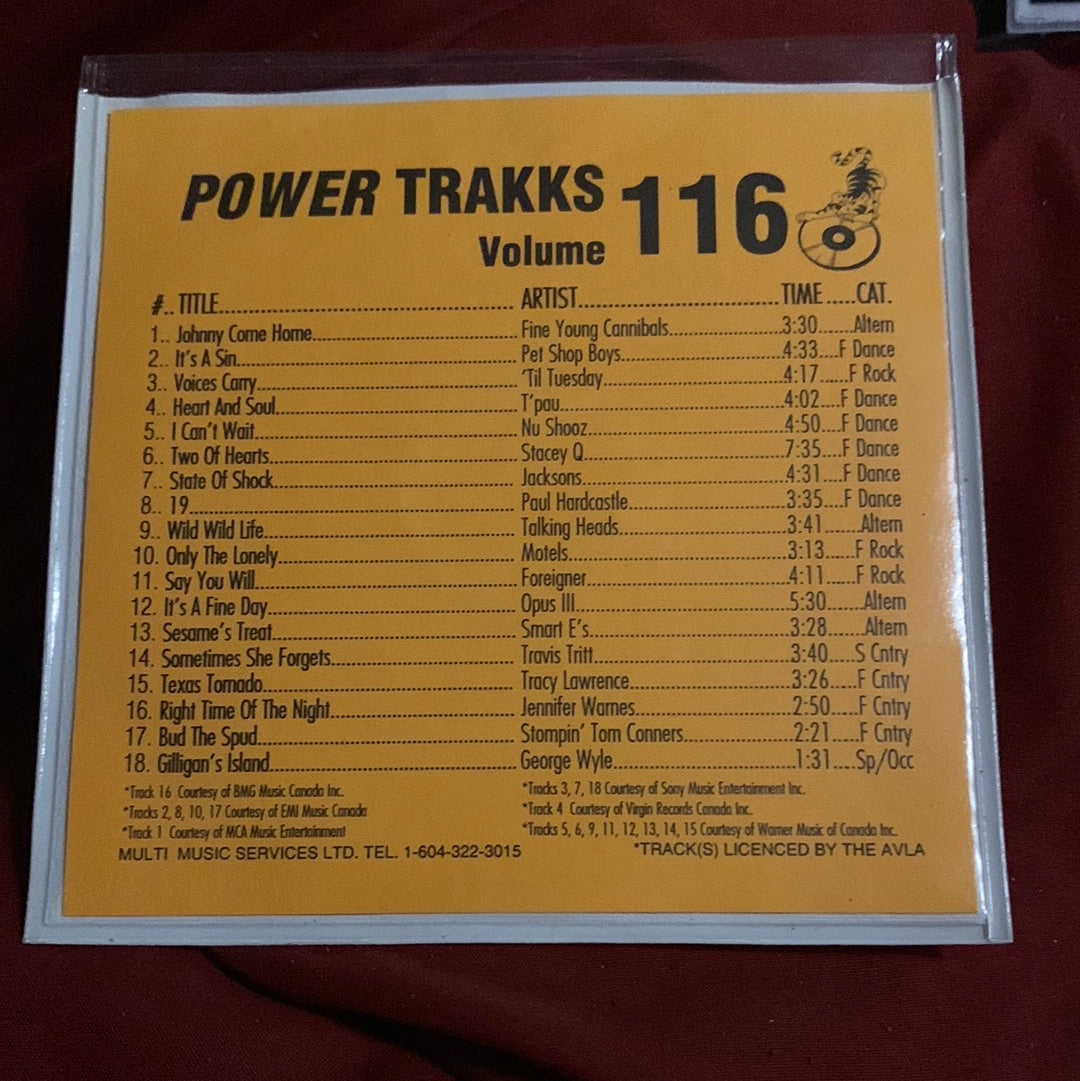 POWER TRAKKS 116
Volume
#.. TITLE.......... ARTIST.......... TIME.....CAT.
1.. Johnny Come Home.......... Fine Young Cannibals.......... 3:30.......Altern
2.. It's A Sin.......... Pet Shop Boys.......... 4:33....F Dance
3.. Voices Carry.......... 'Til Tuesday.......... 4:17......F Rock
4.. Heart And Soul.......... T'pau.......... 4:02....F Dance
5.. I Can't Wait.......... Nu Shooz.......... 4:50....F Dance
6.. Two Of Hearts.......... Stacey Q.......... 7:35....F Dance
7.. State Of Shock.......... Jacksons.......... 4:31....F Dance
8.. 19.......... Paul Hardcastle.......... 3:35....F Dance
9.. Wild Wild Life.......... Talking Heads.......... 3:41.......Altern
10. Only The Lonely.......... Motels.......... 3:13......F Rock
11. Say You Will.......... Foreigner.......... 4:11......F Rock
12. It's A Fine Day.......... Opus III.......... 5:30.......Altern
13. Sesame's Treat.......... Smart E's.......... 3:28.......Altern
14. Sometimes She Forgets.......... Travis Tritt.......... 3:40.....S Cntry
15. Texas Tornado.......... Tracy Lawrence.......... 3:26.....F Cntry
16. Right Time Of The Night.......... Jennifer Warnes.......... 2:50.....F Cntry
17. Bud The Spud.......... Stompin' Tom Conners.......... 2:21.....F Cntry
18. Gilligan's Island.......... George Wyle.......... 1:31....Sp/Occ
*Track 16 Courtesy of BMG Music Canada Inc. *Tracks 3, 7, 18 Courtesy of Sony Music Entertainment Inc.
*Tracks 2, 8, 10, 17 Courtesy of EMI Music Canada *Track 4 Courtesy of Virgin Records Canada Inc.
*Track 1 Courtesy of MCA Music Entertainment *Tracks 5, 6, 9, 11, 12, 13, 14, 15 Courtesy of Warner Music of Canada Inc.
MULTI MUSIC SERVICES LTD. TEL. 1-604-322-3015 *TRACK(S) LICENCED BY THE AVLA